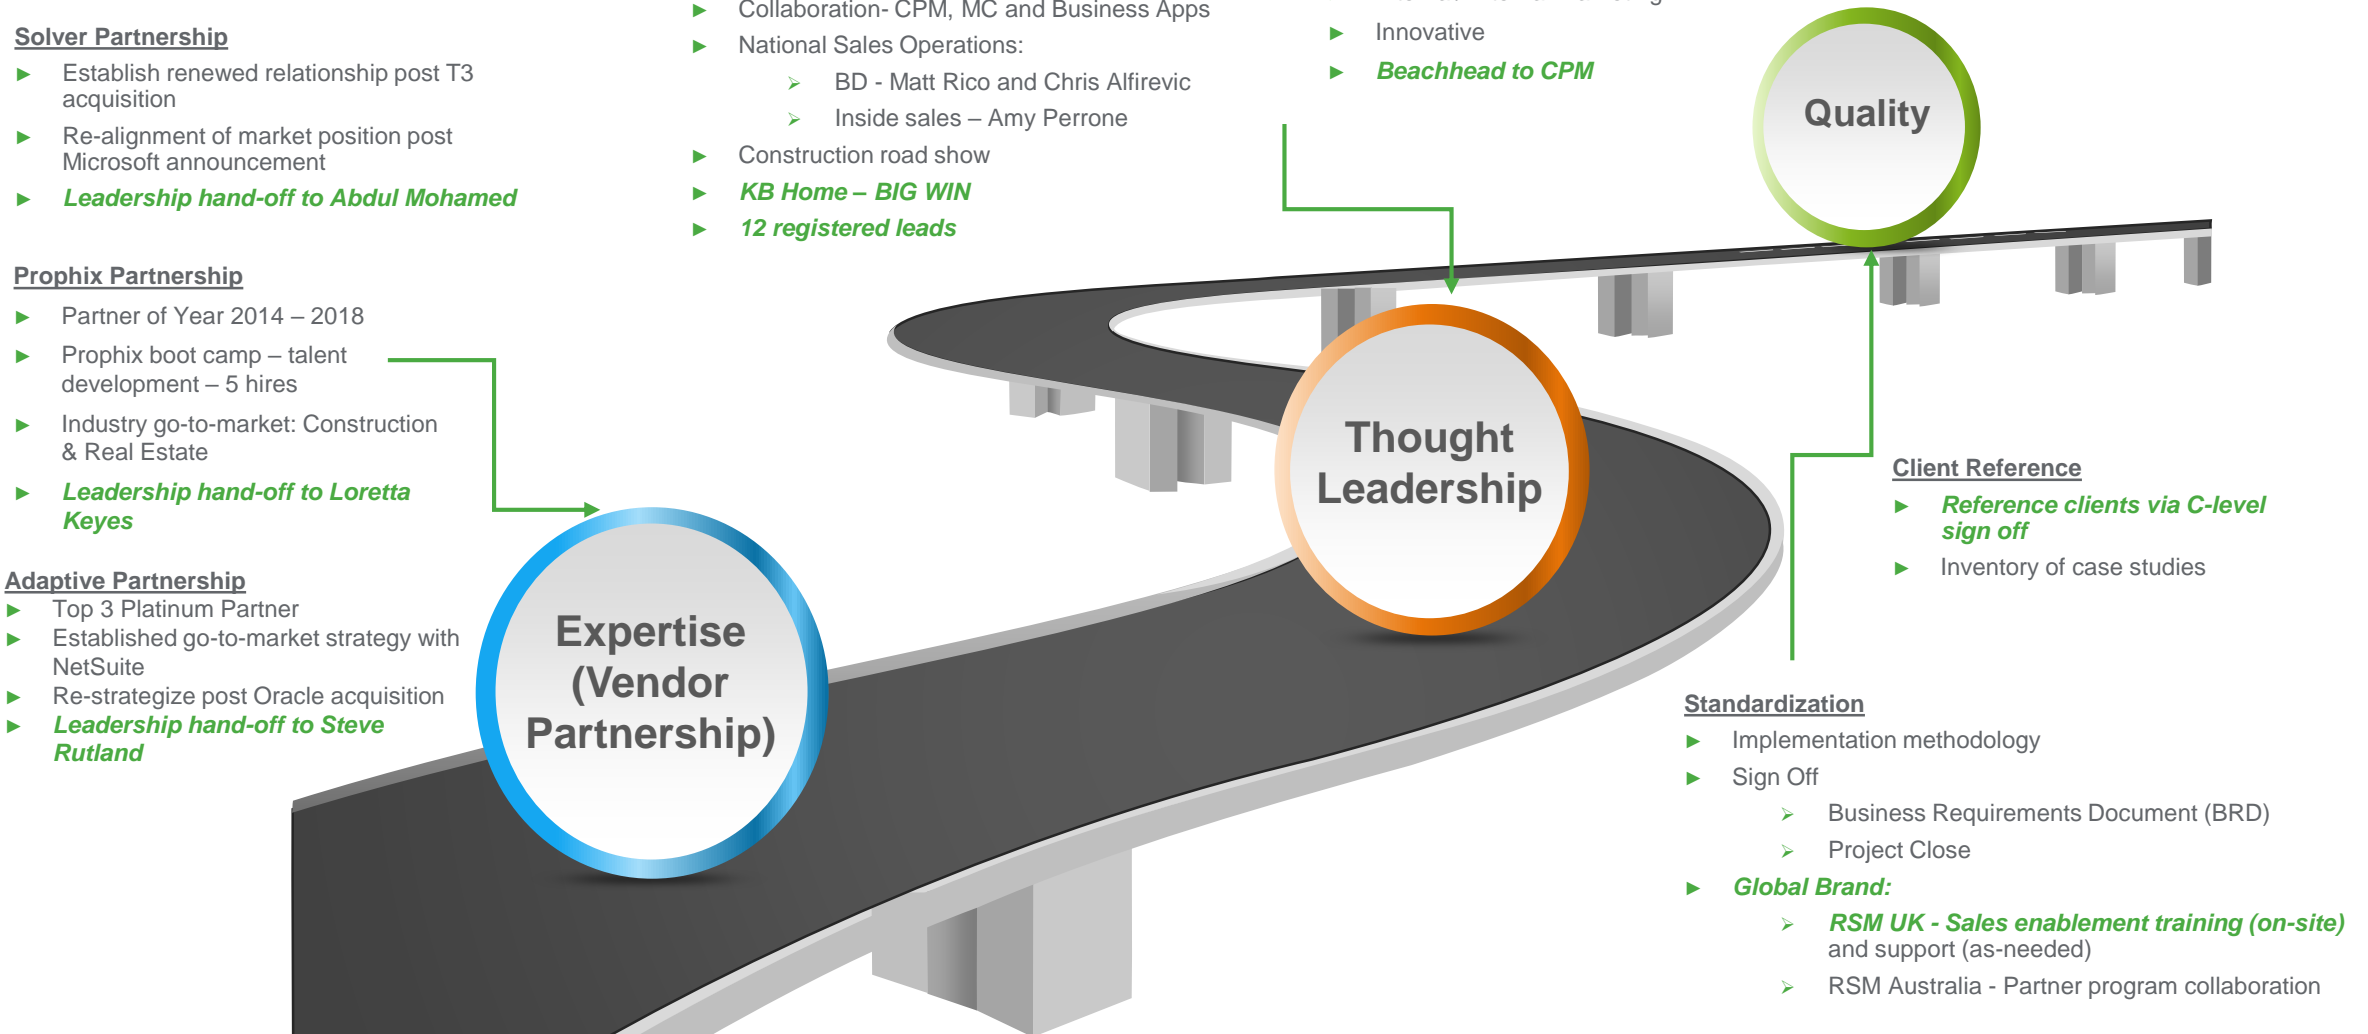 Solver Partnership
► Establish renewed relationship post T3
acquisition
► Re-alignment of market position post
Microsoft announcement
► Leadership hand-off to Abdul Mohamed
Prophix Partnership
► Partner of Year 2014 – 2018
► Prophix boot camp – talent
development – 5 hires
► Industry go-to-market: Construction
& Real Estate
► Leadership hand-off to Loretta
Keyes
Adaptive Partnership
► Top 3 Platinum Partner
► Established go-to-market strategy with
NetSuite
► Re-strategize post Oracle acquisition
► Leadership hand-off to Steve
Rutland
► Collaboration- CPM, MC and Business Apps
► National Sales Operations:
➢ BD - Matt Rico and Chris Alfirevic
➢ Inside sales – Amy Perrone
► Construction road show
► KB Home – BIG WIN
► 12 registered leads
► Innovative
► Beachhead to CPM
Expertise
(Vendor
Partnership)
Thought
Leadership
Quality
Client Reference
► Reference clients via C-level
sign off
► Inventory of case studies
Standardization
► Implementation methodology
► Sign Off
➢ Business Requirements Document (BRD)
➢ Project Close
► Global Brand:
➢ RSM UK - Sales enablement training (on-site)
and support (as-needed)
➢ RSM Australia - Partner program collaboration